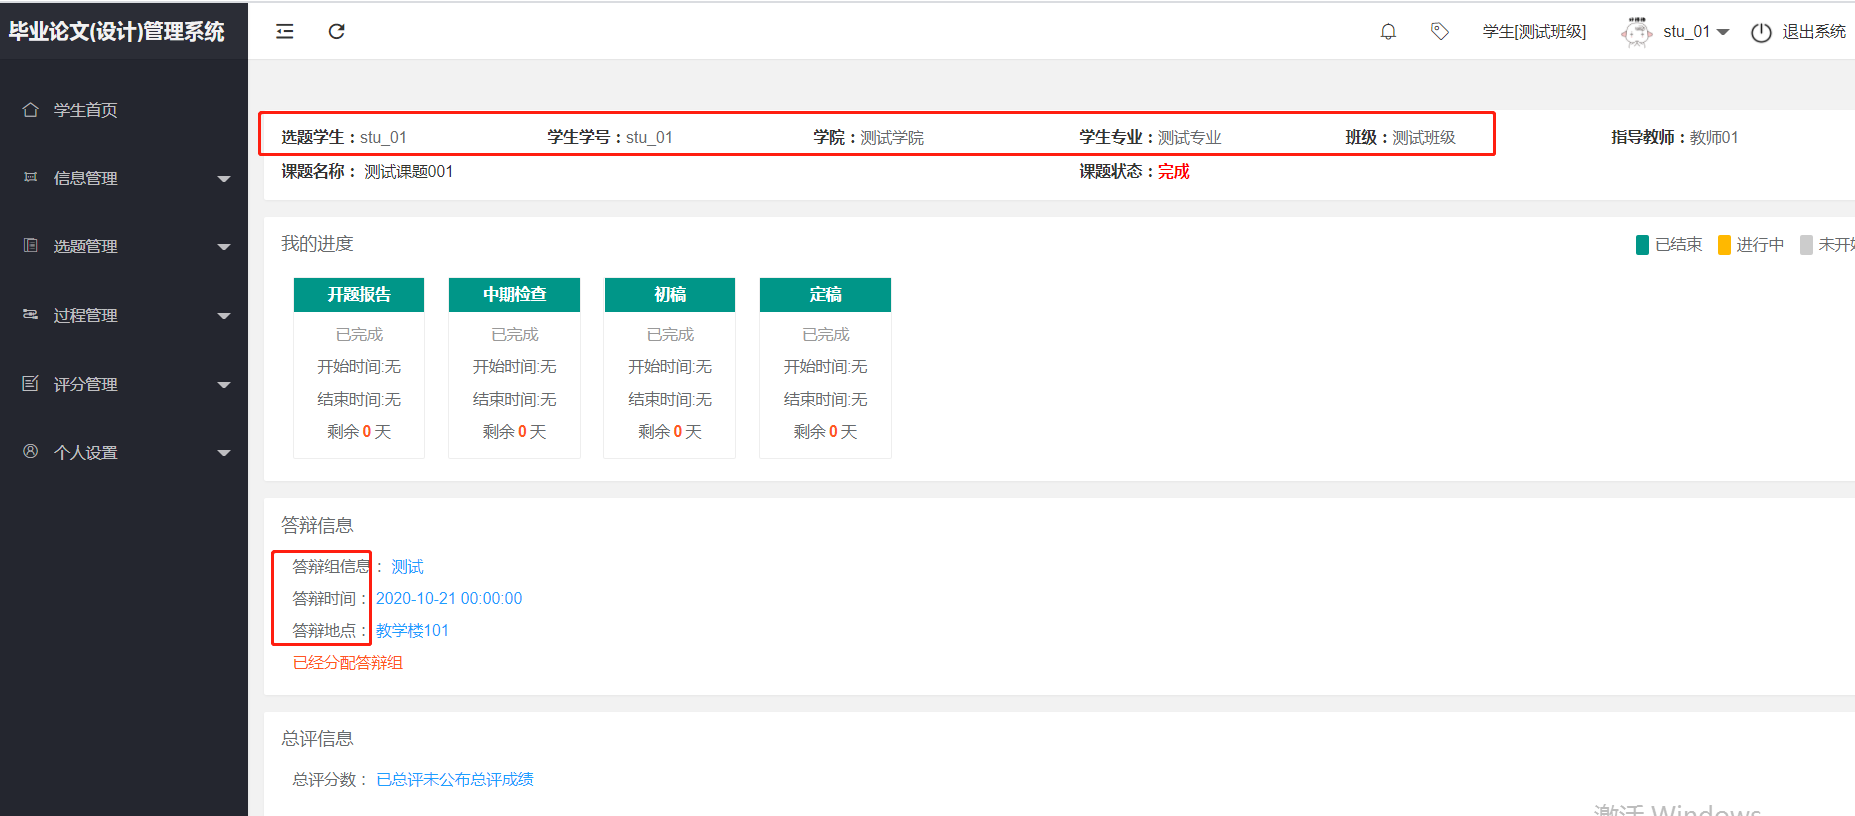 毕业论文(设计)管理系统
学生[测试班级] stu_01 退出系统
学生首页
信息管理
选题管理
过程管理
评分管理
个人设置
选题学生：stu_01 学生学号：stu_01 学院：测试学院 学生专业：测试专业 班级：测试班级 指导教师：教师01
课题名称： 测试课题001 课题状态：完成
我的进度 已结束 进行中 未开始
开题报告 中期检查 初稿 定稿
已完成 已完成 已完成 已完成
开始时间:无 开始时间:无 开始时间:无 开始时间:无
结束时间:无 结束时间:无 结束时间:无 结束时间:无
剩余 0 天 剩余 0 天 剩余 0 天 剩余 0 天
答辩信息
答辩组信息： 测试
答辩时间： 2020-10-21 00:00:00
答辩地点： 教学楼101
已经分配答辩组
总评信息
总评分数： 已总评未公布总评成绩
激活 Windows